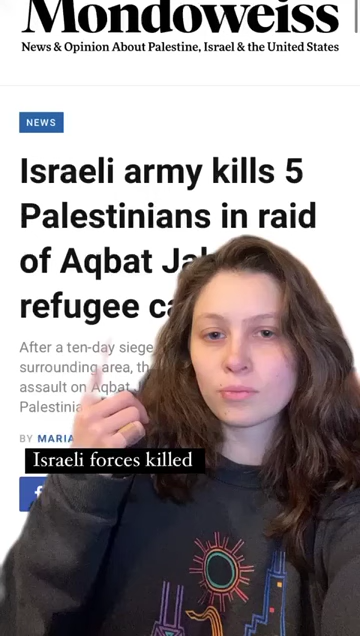 Mondoweiss
News & Opinion About Palestine, Israel & the United States
NEWS
Israeli army kills 5
Palestinians in raid
of Aqbat
refugee
After a ten-day siege
surrounding area,
assault on Aqbat
BY MARIA
Israeli forces killed